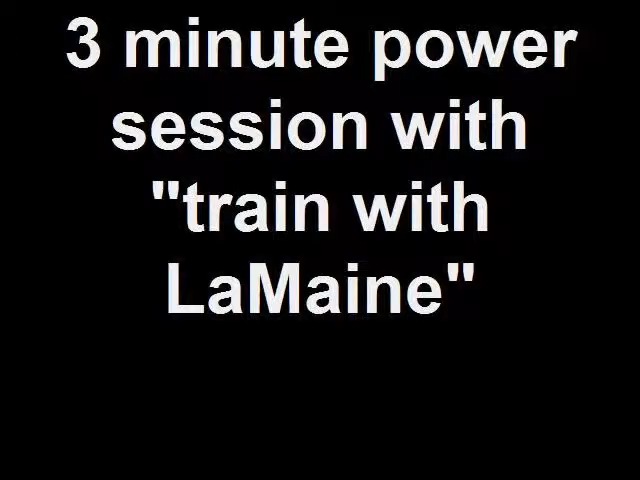 3 minute power
session with
"train with
LaMaine"